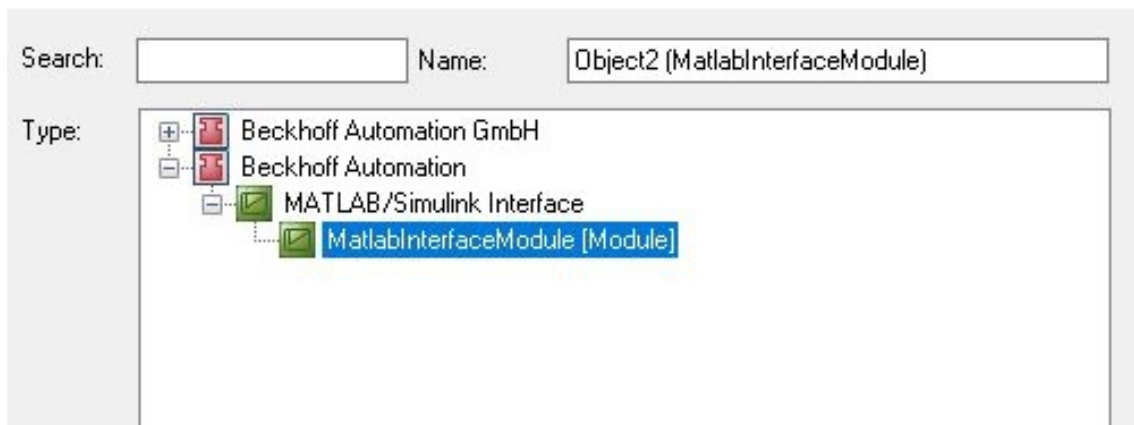 Search: Name: Object2 (MatlabInterfaceModule)
Type: Beckhoff Automation GmbH
Beckhoff Automation
MATLAB/Simulink Interface
MatlabInterfaceModule [Module]